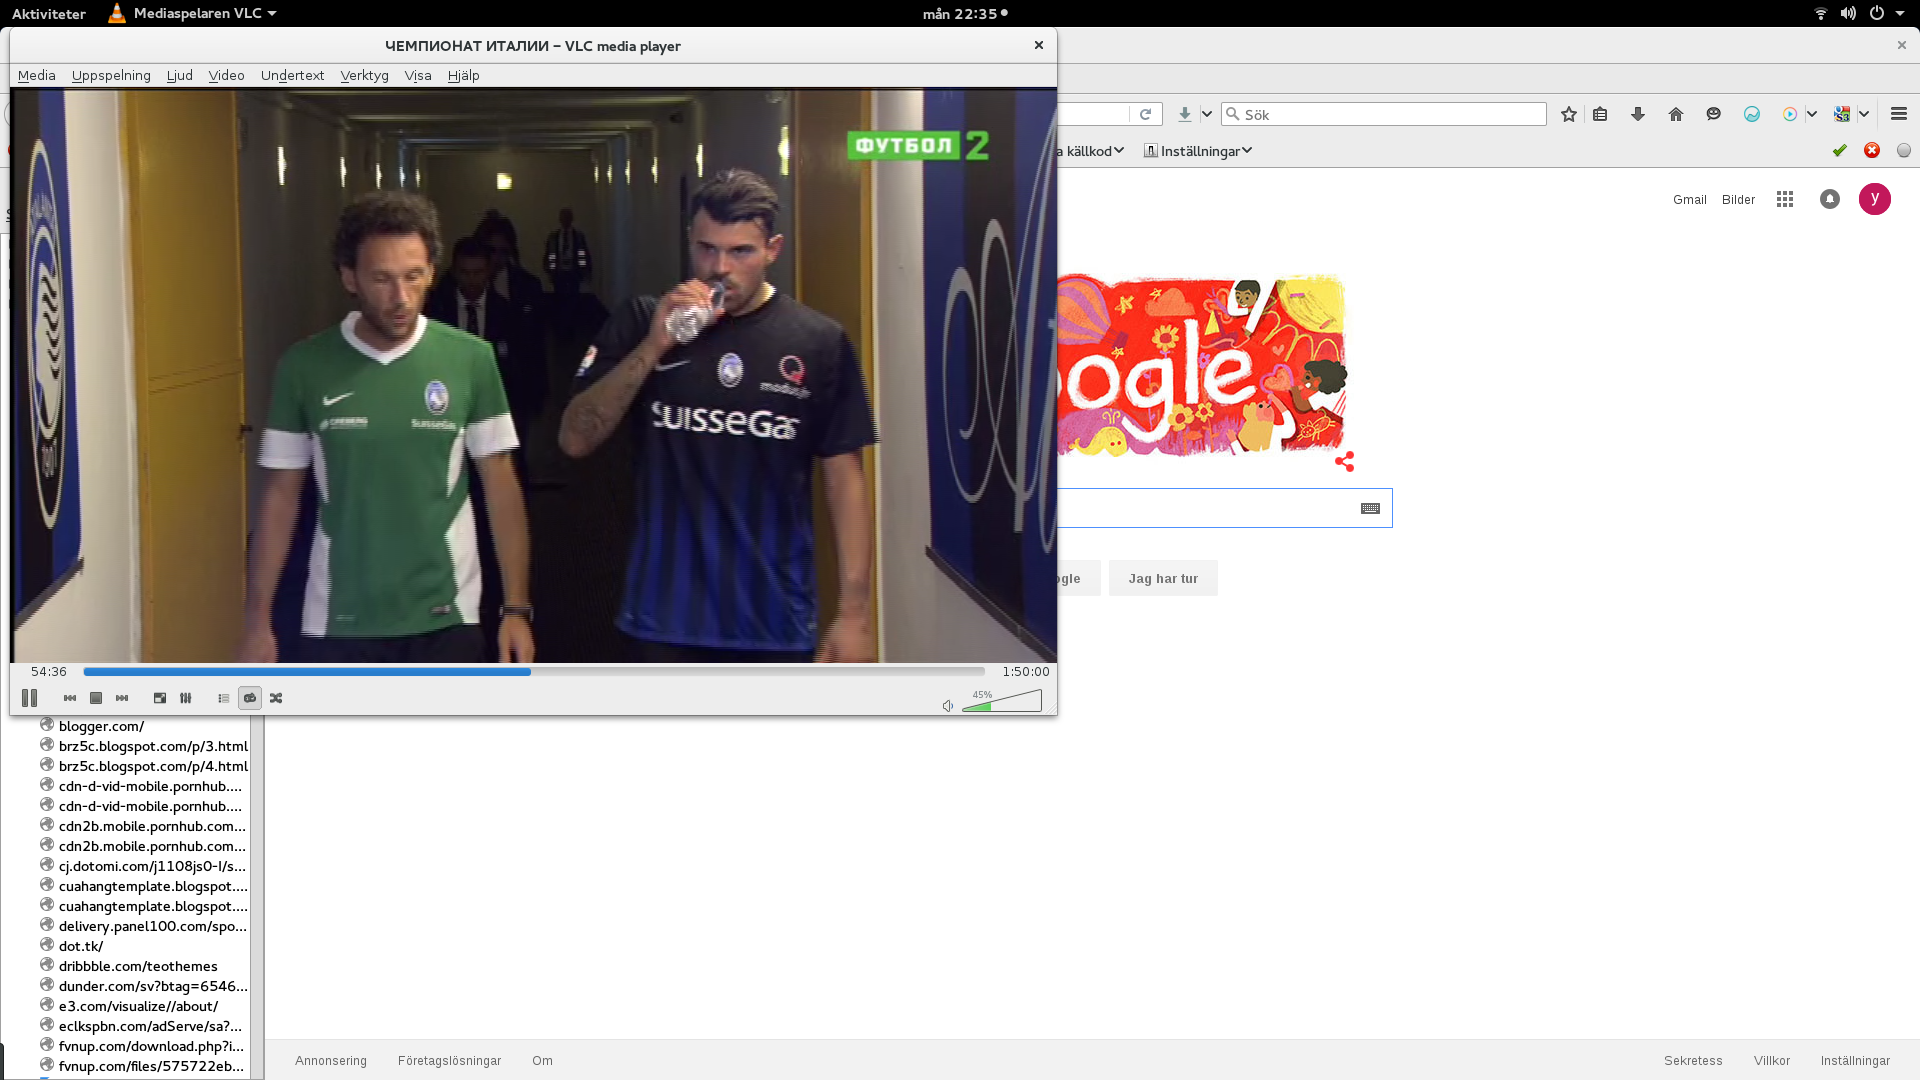 Aktiviteter
Mediaspelaren VLC
mån 22:35
ЧЕМПИОНАТ ИТАЛИИ – VLC media player
Media Uppspelning Ljud Video Undertext Verktyg Visa Hjälp
Sök
källkod
Inställningar
Gmail
Bilder
y
ФУТБОЛ 2
SUISSEGAS
SUISSEGAS
1907
ogle
ogle
Jag har tur
54:36
1:50:00
45%
blogger.com/
brz5c.blogspot.com/p/3.html
brz5c.blogspot.com/p/4.html
cdn-d-vid-mobile.pornhub....
cdn-d-vid-mobile.pornhub....
cdn2b.mobile.pornhub.com...
cdn2b.mobile.pornhub.com...
cj.dotomi.com/j1108js0-I/s...
cuahangtemplate.blogspot....
cuahangtemplate.blogspot....
delivery.panel100.com/spo...
dot.tk/
dribbble.com/teothemes
dunder.com/sv?btag=6546...
e3.com/visualize//about/
eclkspbn.com/adServe/sa?...
fvnup.com/download.php?i...
fvnup.com/files/575722eb...
Annonsering
Företagslösningar
Om
Sekretess
Villkor
Inställningar